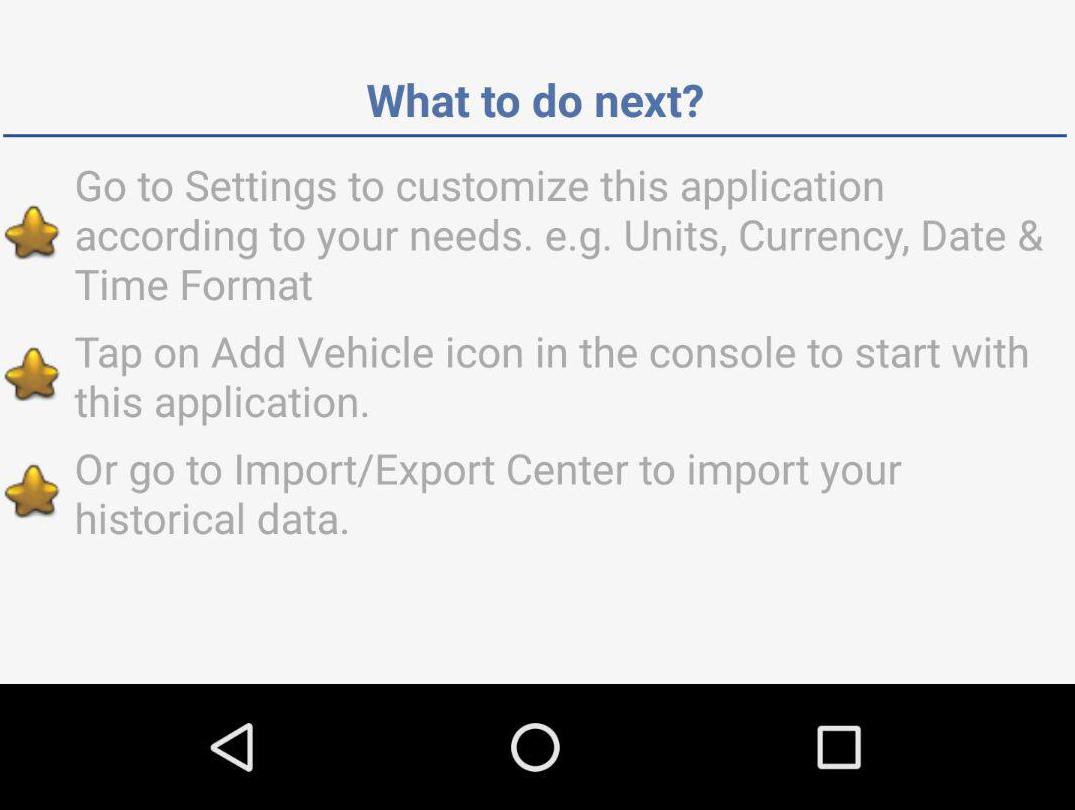 What to do next?
Go to Settings to customize this application
according to your needs. e.g. Units, Currency, Date &
Time Format
Tap on Add Vehicle icon in the console to start with
this application.
Or go to Import/Export Center to import your
historical data.